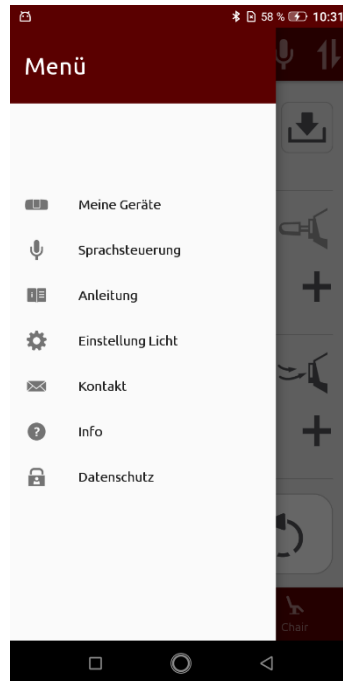 58 % 10:31
Menü
Meine Geräte
Sprachsteuerung
Anleitung
Einstellung Licht
Kontakt
Info
Datenschutz
Chair